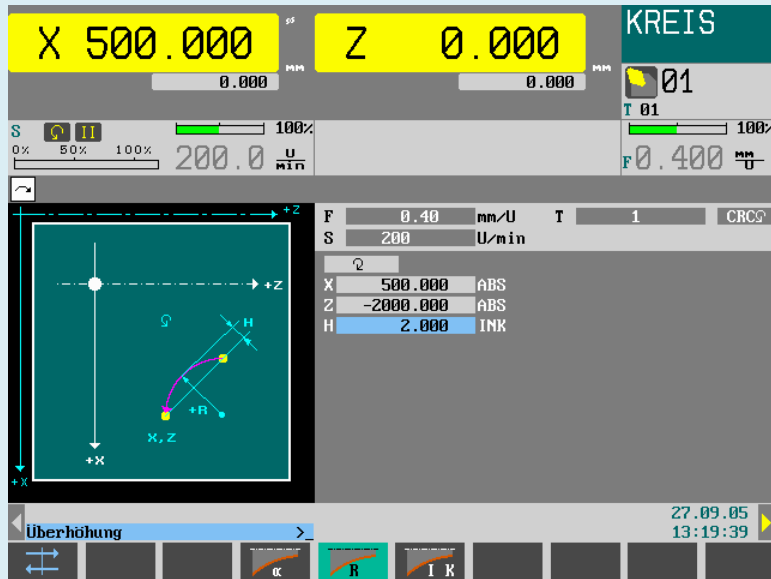 X 500.000 MM Z 0.000 MM KREIS
0.000 0.000
01
T 01
S 100% 100%
0% 50% 100% 200.0 U/min F 0.400 mm/U
+Z
F 0.40 mm/U T 1 CRC
S 200 U/min
X 500.000 ABS
+Z Z -2000.000 ABS
H H 2.000 INK
+R
X,Z
+X
+X
27.09.05
Überhöhung >_ 13:19:39
α R I K